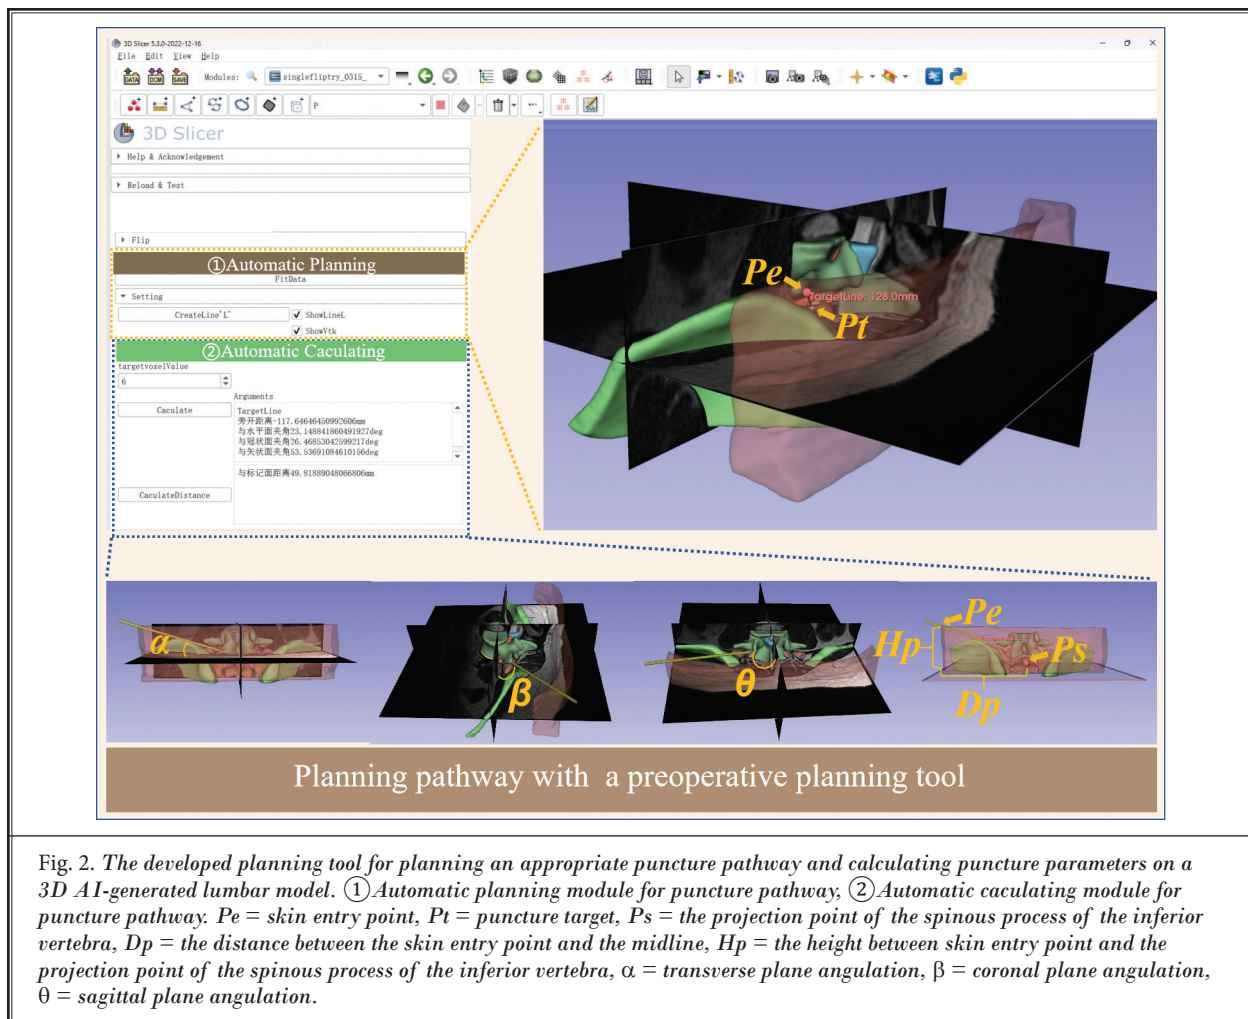 3D Slicer 5.3.0-2022-12-16
File Edit View Help
DATA DCM SAVE Modules: singlefliptry_0315_
P
3D Slicer
Help & Acknowledgement
Reload & Test
Flip
①Automatic Planning
FitData
Setting
CreateLine'L' ShowLineL
ShowVtk
②Automatic Caculating
targetvoxelValue
6
Arguments
Caculate
TargetLine
旁开距离-117.64646450992606mm
与水平面夹角23.148841860491927deg
与冠状面夹角26.46853042599217deg
与矢状面夹角53.53691084610156deg
与标记面距离49.81889048066806mm
CaculateDistance
Pe
TargetLine: 128.0mm
Pt
α
β
θ
Pe
Hp
Ps
Dp
Planning pathway with a preoperative planning tool
Fig. 2. The developed planning tool for planning an appropriate puncture pathway and calculating puncture parameters on a
3D AI-generated lumbar model. ①Automatic planning module for puncture pathway, ②Automatic caculating module for
puncture pathway. Pe = skin entry point, Pt = puncture target, Ps = the projection point of the spinous process of the inferior
vertebra, Dp = the distance between the skin entry point and the midline, Hp = the height between skin entry point and the
projection point of the spinous process of the inferior vertebra, α = transverse plane angulation, β = coronal plane angulation,
θ = sagittal plane angulation.